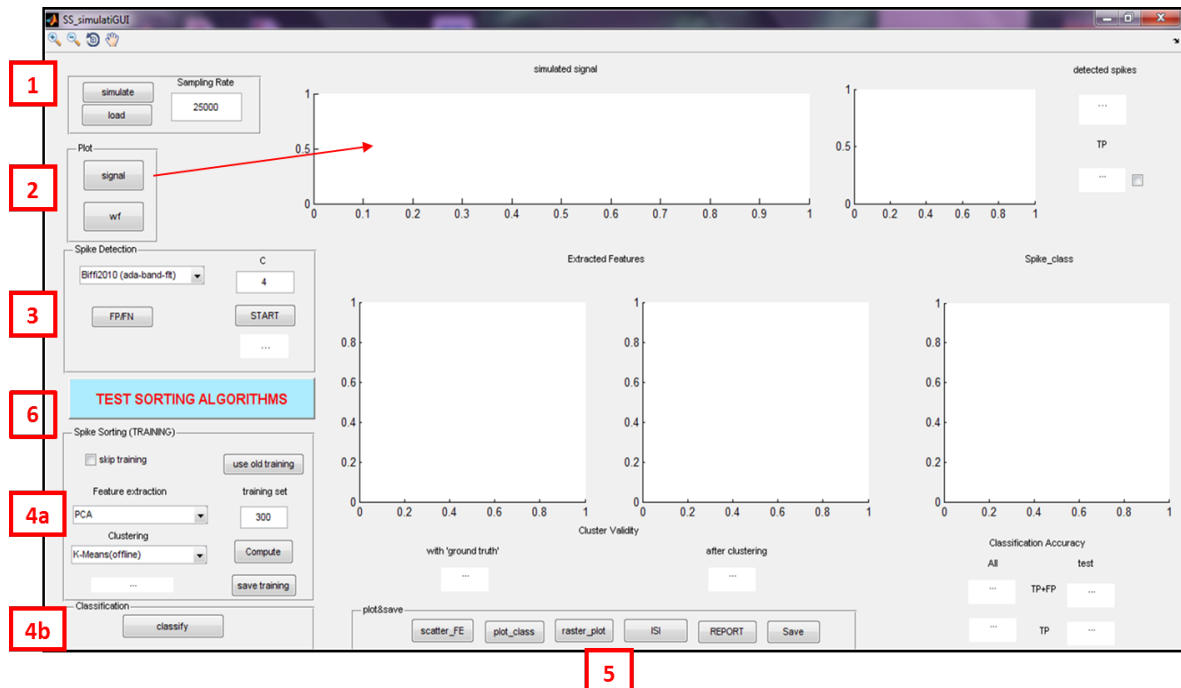 SS_simulatiGUI
1
simulate
load
Sampling Rate
25000
simulated signal
1
0.5
0
0 0.1 0.2 0.3 0.4 0.5 0.6 0.7 0.8 0.9 1
1
0.5
0
0 0.2 0.4 0.6 0.8 1
detected spikes
...
TP
...
2
Plot
signal
wf
3
Spike Detection
Biffi2010 (ada-band-flt)
C
4
FP/FN
START
...
Extracted Features
1
0.8
0.6
0.4
0.2
0
0 0.2 0.4 0.6 0.8 1
1
0.8
0.6
0.4
0.2
0
0 0.2 0.4 0.6 0.8 1
Spike_class
1
0.8
0.6
0.4
0.2
0
0 0.2 0.4 0.6 0.8 1
6
TEST SORTING ALGORITHMS
Spike Sorting (TRAINING)
skip training
use old training
4a
Feature extraction
training set
PCA
300
Clustering
K-Means(offline)
Compute
...
save training
4b
Classification
classify
Cluster Validity
with 'ground truth'
...
after clustering
...
Classification Accuracy
All test
... TP+FP ...
... TP ...
plot&save
scatter_FE plot_class raster_plot ISI REPORT Save
5